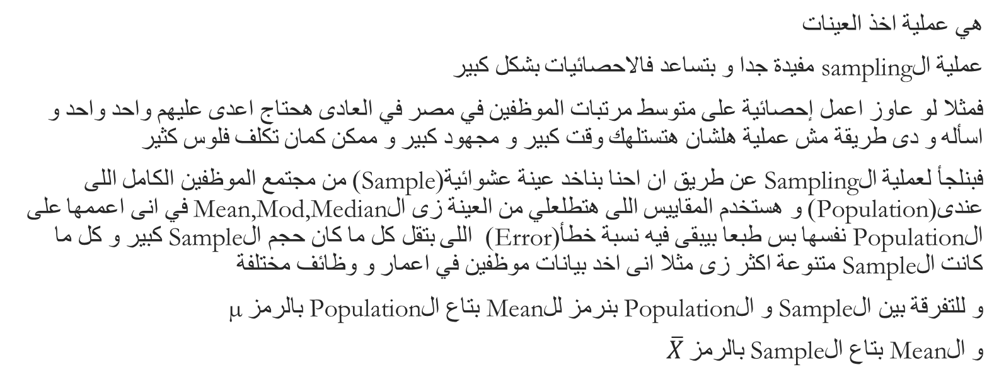 هي عملية اخذ العينات
عملية الsampling مفيدة جدا و بتساعد فالاحصائيات بشكل كبير
فمثلا لو عاوز اعمل إحصائية على متوسط مرتبات الموظفين في مصر في العادى هحتاج اعدى عليهم واحد واحد و
اسأله و دى طريقة مش عملية هلشان هتستلهك وقت كبير و مجهود كبير و ممكن كمان تكلف فلوس كثير
فبنلجأ لعملية الSampling عن طريق ان احنا بناخد عينة عشوائية(Sample) من مجتمع الموظفين الكامل اللى
عندى(Population) و هستخدم المقاييس اللى هتطلعلي من العينة زى الMean,Mod,Median في انى اعممها على
الPopulation نفسها بس طبعا بيبقى فيه نسبة خطأ(Error) اللى بتقل كل ما كان حجم الSample كبير و كل ما
كانت الSample متنوعة اكثر زى مثلا انى اخد بيانات موظفين في اعمار و وظائف مختلفة
و للتفرقة بين الSample و الPopulation بنرمز للMean بتاع الPopulation بالرمز μ
و الMean بتاع الSample بالرمز X̄